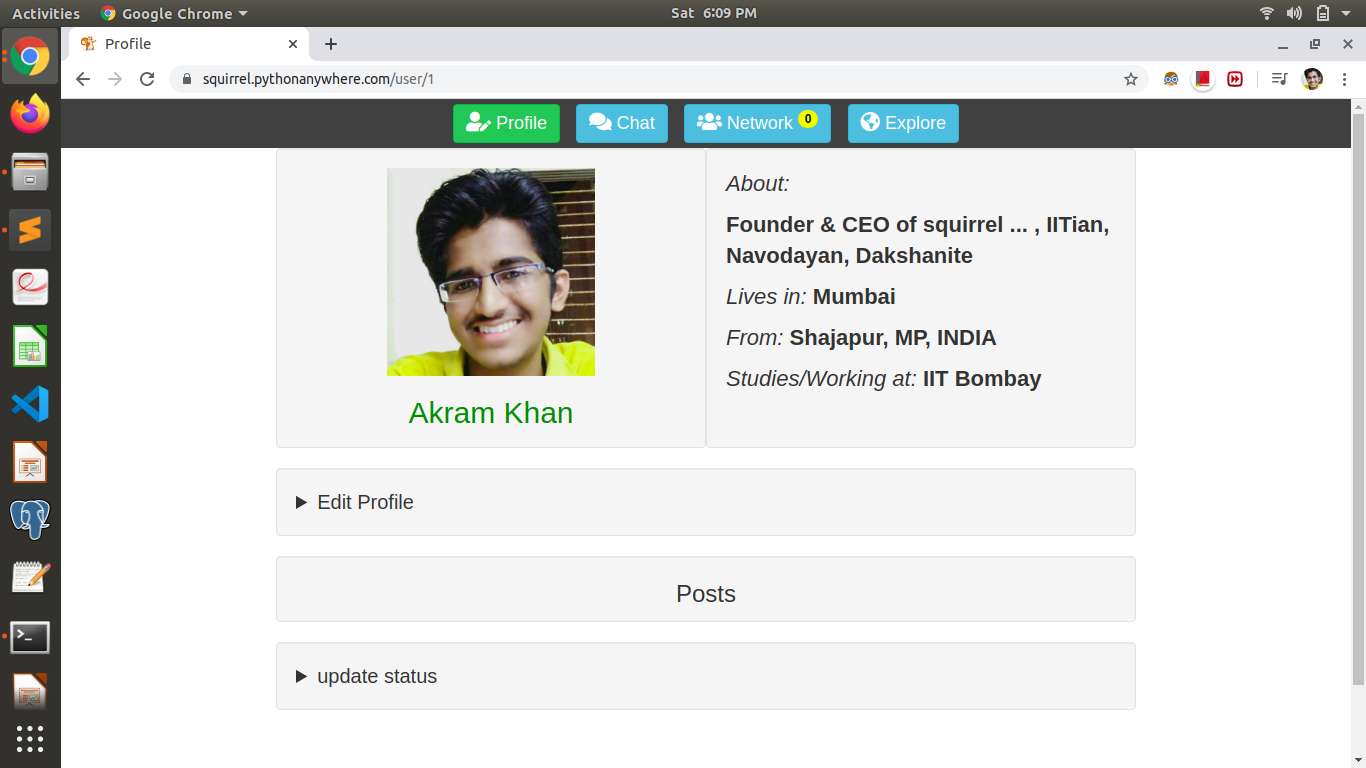 Activities Google Chrome Sat 6:09 PM
Profile
squirrel.pythonanywhere.com/user/1
Profile Chat Network 0 Explore
About:
Founder & CEO of squirrel ... , IITian,
Navodayan, Dakshanite
Lives in: Mumbai
From: Shajapur, MP, INDIA
Studies/Working at: IIT Bombay
Akram Khan
Edit Profile
Posts
update status